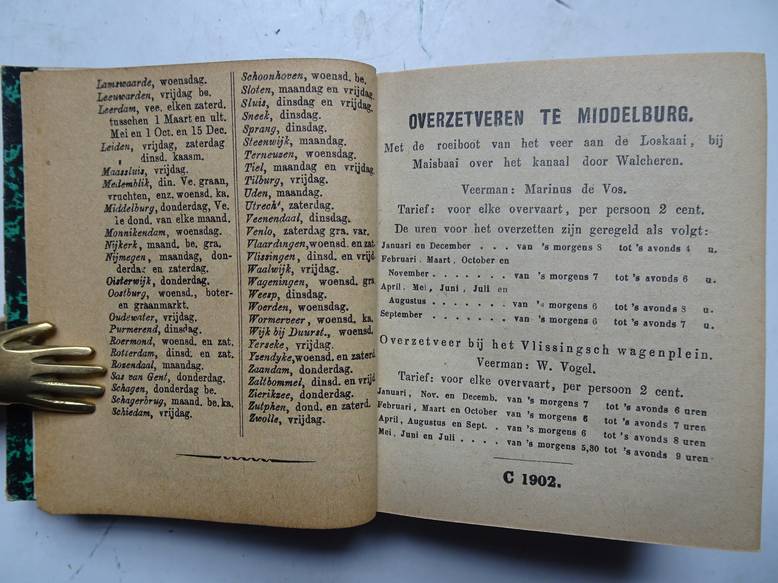 Lamswaarde, woensdag.
Leeuwarden, vrijdag be.
Leerdam, vee. elken zaterd.
tusschen 1 Maart en ult.
Mei en 1 Oct. en 15 Dec.
Leiden, vrijdag, zaterdag
dinsd. kaasm.
Maassluis, vrijdag.
Medemblik, din. Ve. graan,
vruchten, enz. woensd. ka.
Middelburg, donderdag, Ve.
1e dond. van elke maand.
Monnikendam, woensdag.
Nijkerk, maand. be. gra.
Nijmegen, maandag, don-
derdag en zaterdag.
Oisterwijk, donderdag.
Oostburg, woensd., boter-
en graanmarkt.
Oudewater, vrijdag.
Purmerend, dinsdag.
Roermond, woensd. en zat.
Rotterdam, dinsd. en zat.
Rozendaal, maandag.
Sas van Gent, donderdag.
Schagen, donderdag be.
Schagerbrug, maand. be. ka.
Schiedam, vrijdag.
Schoonhoven, woensd. be.
Sloten, maandag en vrijdag.
Sluis, dinsdag en vrijdag.
Sneek, dinsdag.
Sprang, dinsdag.
Steenwijk, maandag.
Terneusen, woensdag.
Tiel, maandag en vrijdag.
Tilburg, vrijdag.
Uden, maandag.
Utrecht, zaterdag.
Veenendaal, dinsdag.
Venlo, zaterdag gra. var.
Vlaardingen, woensd. en zat
Vlissingen, dinsd. en vrijd
Waalwijk, vrijdag.
Wageningen, woensd. gra
Weesp, dinsdag.
Woerden, woensdag.
Wormerveer, woensd. ka.
Wijk bij Duurst., woensd.
Yerseke, vrijdag.
Yzendyke, woensd. en zaterd
Zaandam, donderdag.
Zaltbommel, dinsd. en vrijd
Zierikzee, donderdag.
Zutphen, dond. en zaterd.
Zwolle, vrijdag.
OVERZETVEREN TE MIDDELBURG.
Met de roeiboot van het veer aan de Loskaai, bij
Maisbaai over het kanaal door Walcheren.
Veerman: Marinus de Vos.
Tarief: voor elke overvaart, per persoon 2 cent.
De uren voor het overzetten zijn geregeld als volgt:
Januari en December . . . . van 's morgens 8 tot 's avonds 4 u.
Februari, Maart, October en
November . . . . . . . van 's morgens 7 tot 's avonds 6 u.
April, Mei, Juni, Juli en
Augustus . . . . . . . van 's morgens 6 tot 's avonds 8 u.
September . . . . . . . van 's morgens 6 tot 's avonds 7 u.
Overzetveer bij het Vlissingsch wagenplein.
Veerman: W. Vogel.
Tarief: voor elke overvaart, per persoon 2 cent.
Januari, Nov. en Decemb. van 's morgens 7 tot 's avonds 6 uren
Februari, Maart en October van 's morgens 6 tot 's avonds 7 uren
April, Augustus en Sept. . van 's morgens 6 tot 's avonds 8 uren
Mei, Juni en Juli . . . . . van 's morgens 5,30 tot 's avonds 9 uren
C 1902.